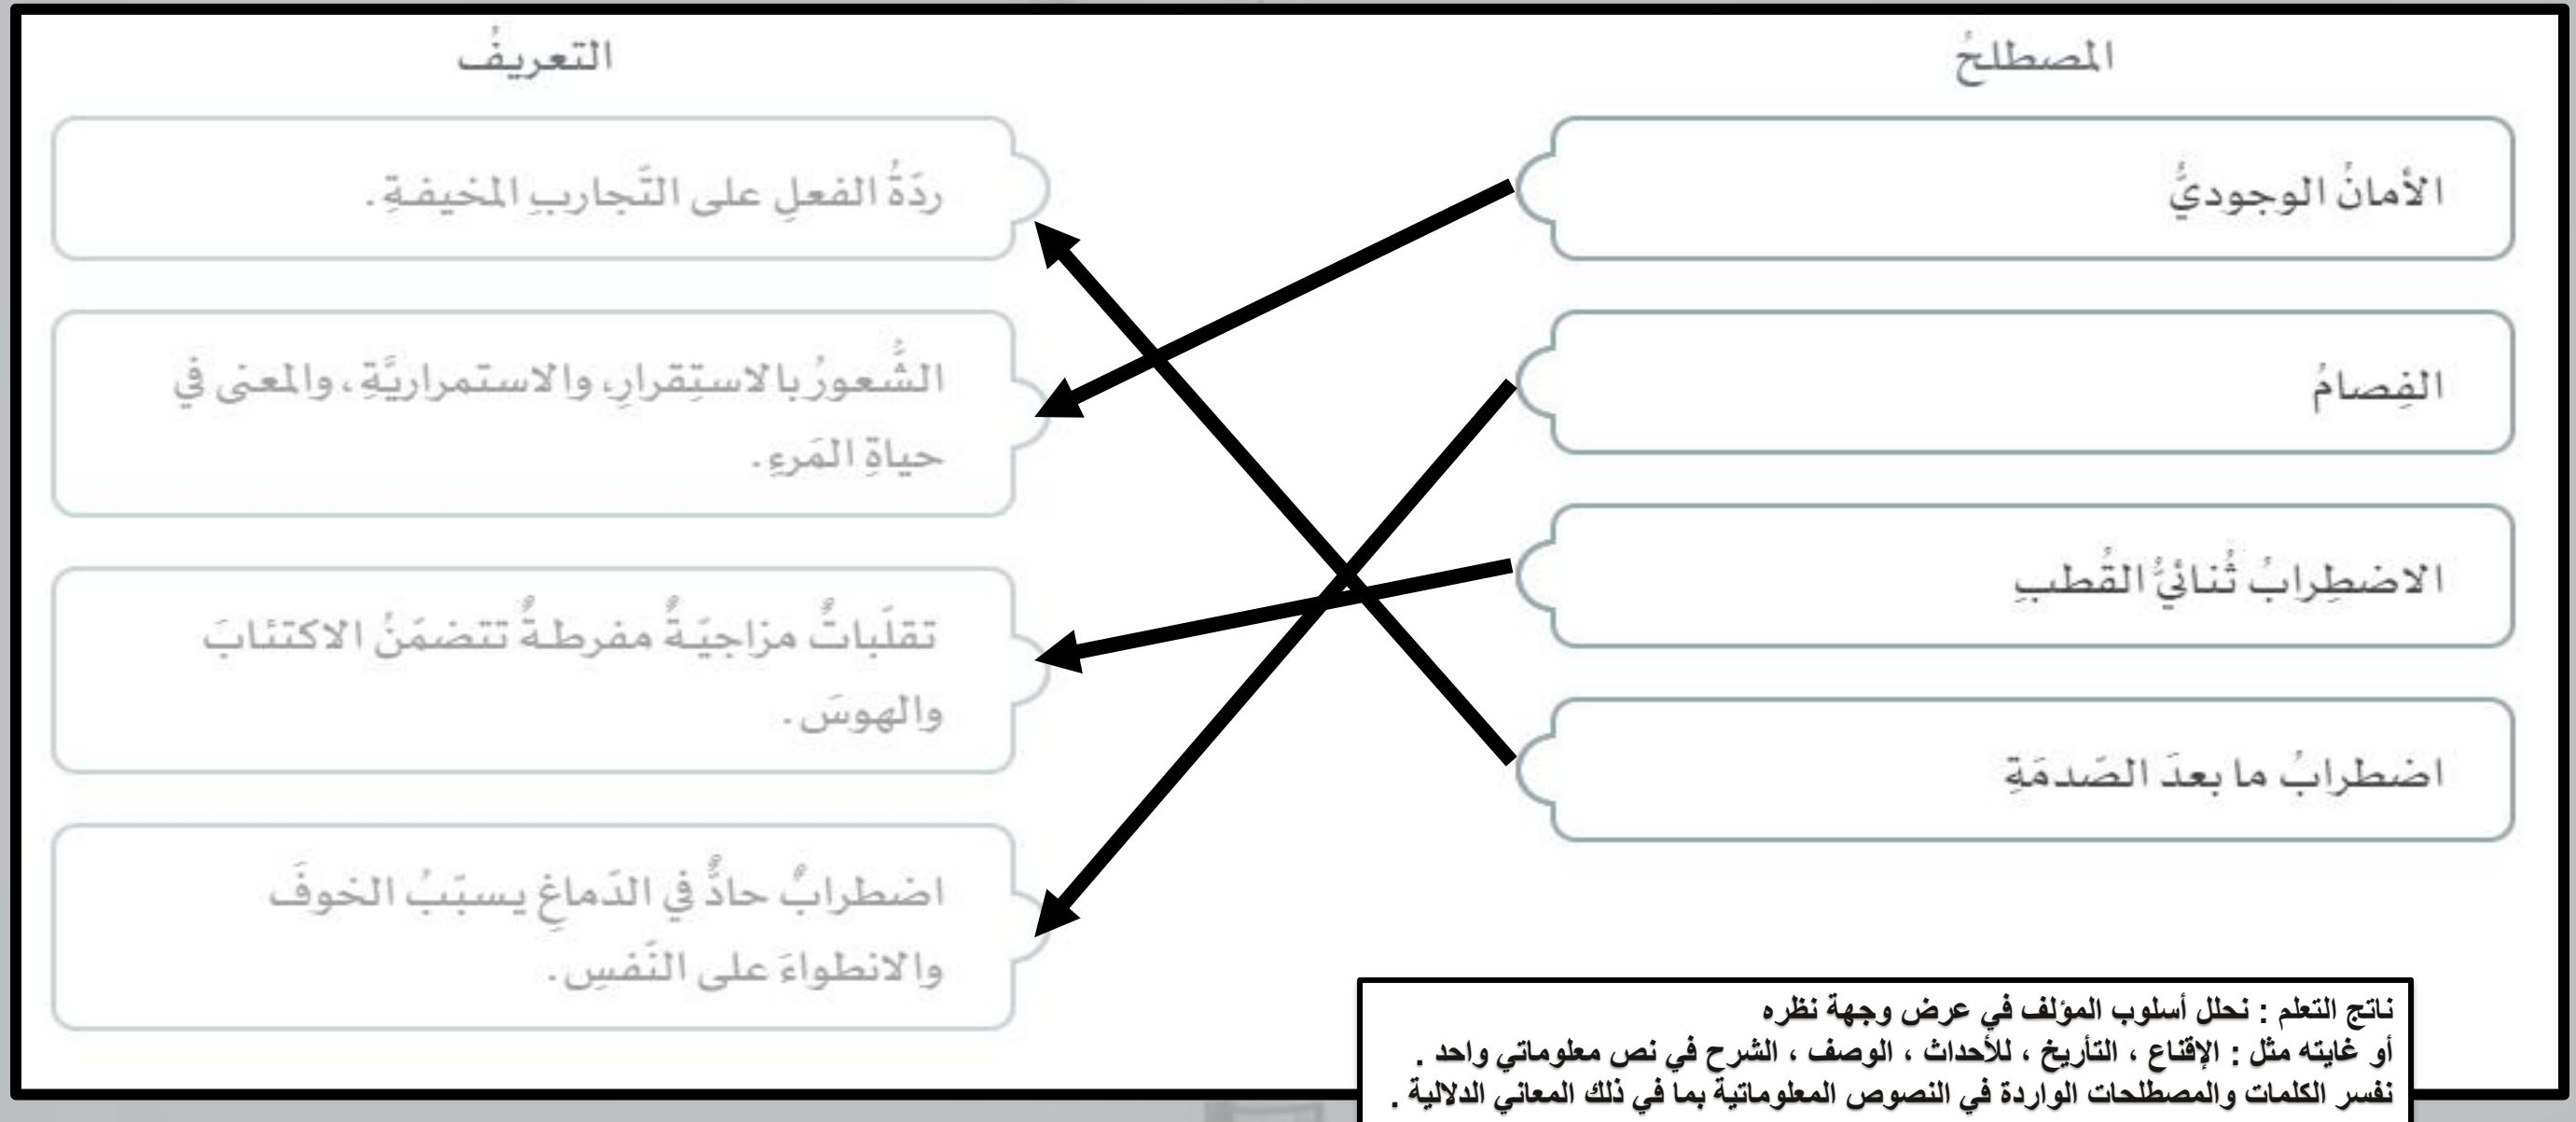 المصطلحُ
الأمانُ الوجوديُّ
الفِصامُ
الاضطِرابُ ثُنائيُّ القُطبِ
اضطرابُ ما بعدَ الصَدمَةِ
التعريفُ
ردَةُ الفعلِ على التَجاربِ المخيفةِ.
الشُعورُ بالاستِقرارِ، والاستمراريَّةِ، والمعنى في
حياةِ المَرءِ.
تقلَباتٌ مزاجيَةٌ مفرطةٌ تتضمَنُ الاكتئابَ
والهوسَ.
اضطرابٌ حادٌّ في الدَماغِ يسبَبُ الخوفَ
والانطواءَ على النَفسِ.
ناتج التعلم : نحلل أسلوب المؤلف في عرض وجهة نظره
أو غايته مثل : الإقناع ، التأريخ ، للأحداث ، الوصف ، الشرح في نص معلوماتي واحد .
نفسر الكلمات والمصطلحات الواردة في النصوص المعلوماتية بما في ذلك المعاني الدلالية .